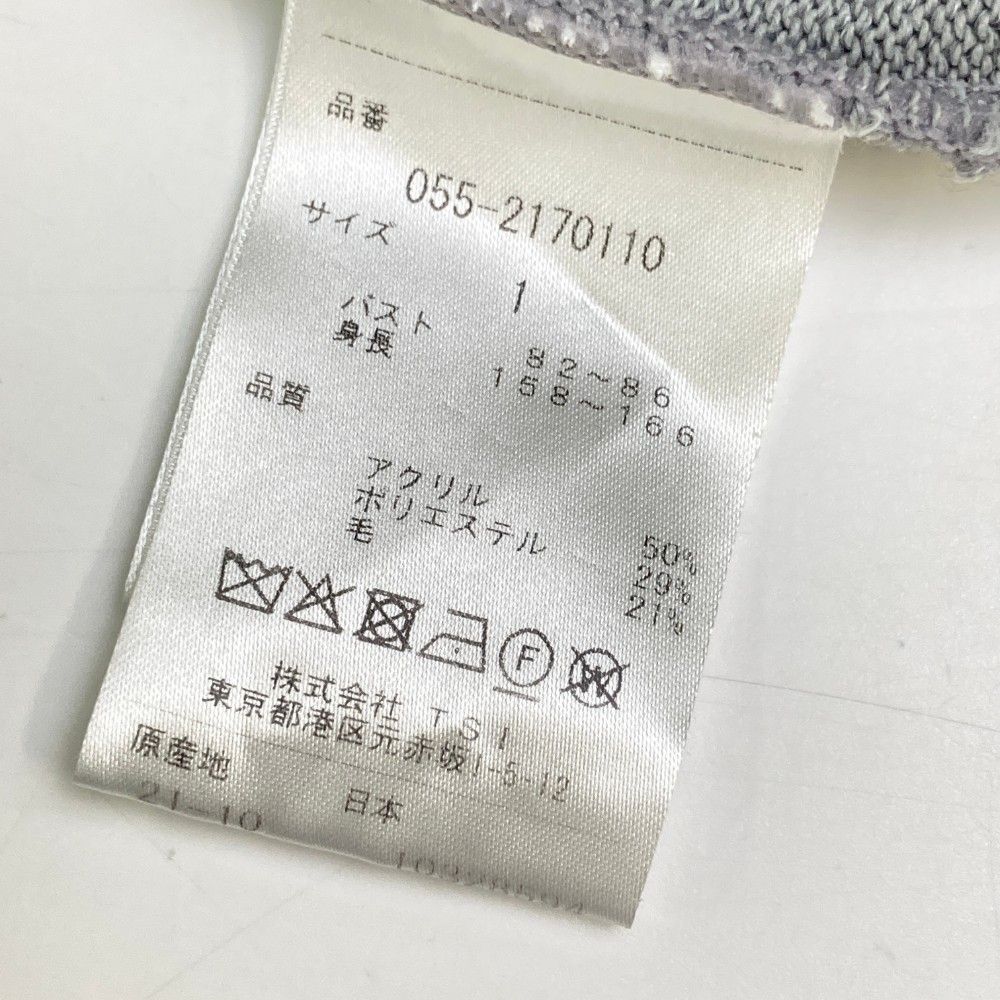 品番
055-2170110
サイズ
1
バスト 82~86
身長 158~166
品質
アクリル 50%
ポリエステル 29%
毛 21%
F W
株式会社 TSI
東京都港区元赤坂1-5-12
原産地 日本
21-10